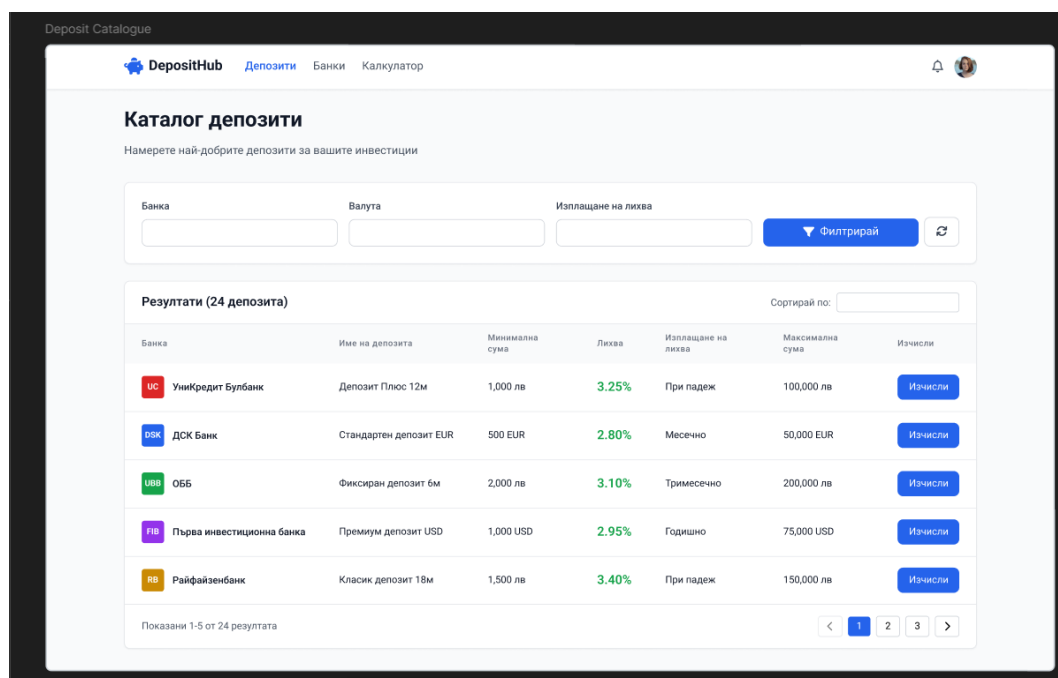 Deposit Catalogue
DepositHub Депозити Банки Калкулатор
Каталог депозити
Намерете най-добрите депозити за вашите инвестиции
Банка Валута Изплащане на лихва
Филтрирай
Резултати (24 депозита) Сортирай по:
Банка Име на депозита Минимална сума Лихва Изплащане на лихва Максимална сума Изчисли
UC УниКредит Булбанк Депозит Плюс 12м 1,000 лв 3.25% При падеж 100,000 лв Изчисли
DSK ДСК Банк Стандартен депозит EUR 500 EUR 2.80% Месечно 50,000 EUR Изчисли
UBB ОББ Фиксиран депозит 6м 2,000 лв 3.10% Тримесечно 200,000 лв Изчисли
FIB Първа инвестиционна банка Премиум депозит USD 1,000 USD 2.95% Годишно 75,000 USD Изчисли
RB Райфайзенбанк Класик депозит 18м 1,500 лв 3.40% При падеж 150,000 лв Изчисли
Показани 1-5 от 24 резултата < 1 2 3 >